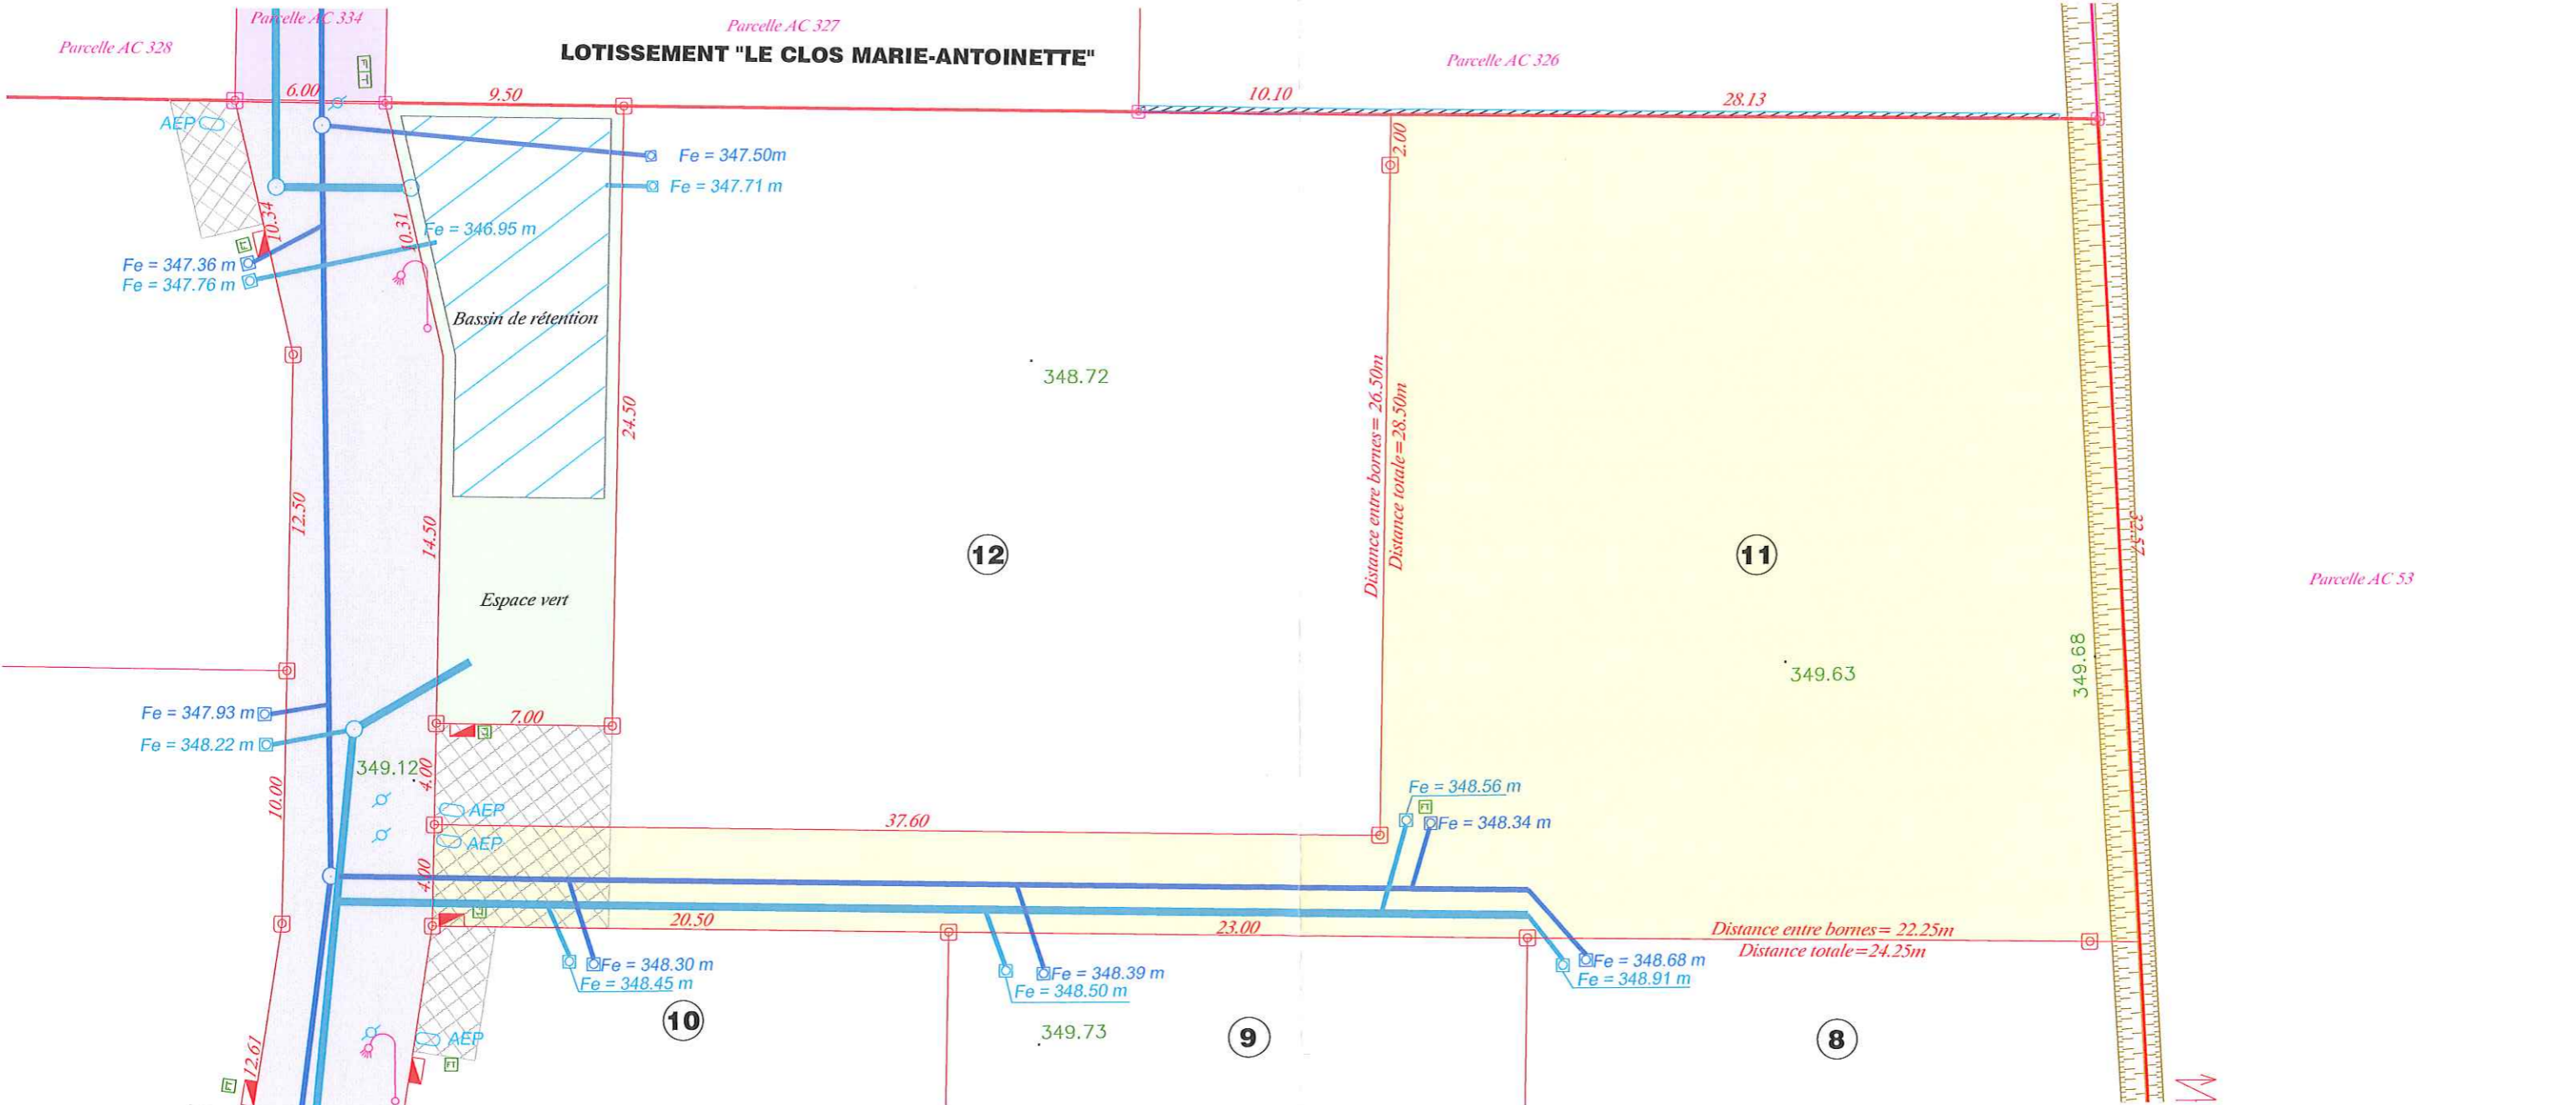 Parcelle AC 334
Parcelle AC 327
Parcelle AC 328
LOTISSEMENT "LE CLOS MARIE-ANTOINETTE"
Parcelle AC 326
6.00
9.50
10.10
28.13
AEP
2.00
Fe = 347.50m
Fe = 347.71 m
10.34
10.31
Fe = 346.95 m
Fe = 347.36 m
Fe = 347.76 m
Bassin de rétention
348.72
24.50
Distance entre bornes= 26.50m
Distance totale=28.50m
12.50
14.50
12
11
32.57
Parcelle AC 53
Espace vert
349.63
349.68
Fe = 347.93 m
7.00
Fe = 348.22 m
349.12
4.00
10.00
Fe = 348.56 m
AEP
FT
37.60
Fe = 348.34 m
AEP
4.00
20.50
23.00
Distance entre bornes= 22.25m
Distance totale=24.25m
Fe = 348.30 m
Fe = 348.45 m
Fe = 348.39 m
Fe = 348.50 m
Fe = 348.68 m
Fe = 348.91 m
10
349.73
9
8
AEP
12.61
FT